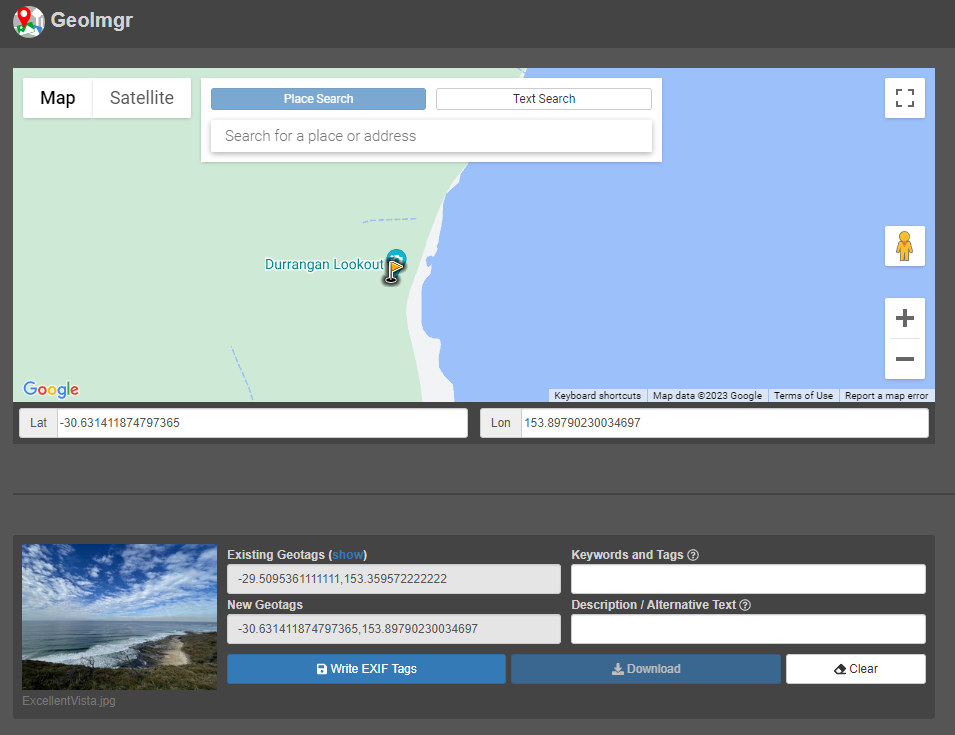 GeoImgr
Map Satellite
Place Search Text Search
Search for a place or address
Durrangan Lookout
Google
Keyboard shortcuts Map data ©2023 Google Terms of Use Report a map error
Lat -30.631411874797365 Lon 153.89790230034697
Existing Geotags (show) Keywords and Tags ?
-29.5095361111111,153.359572222222
New Geotags Description / Alternative Text ?
-30.631411874797365,153.89790230034697
Write EXIF Tags Download Clear
ExcellentVista.jpg